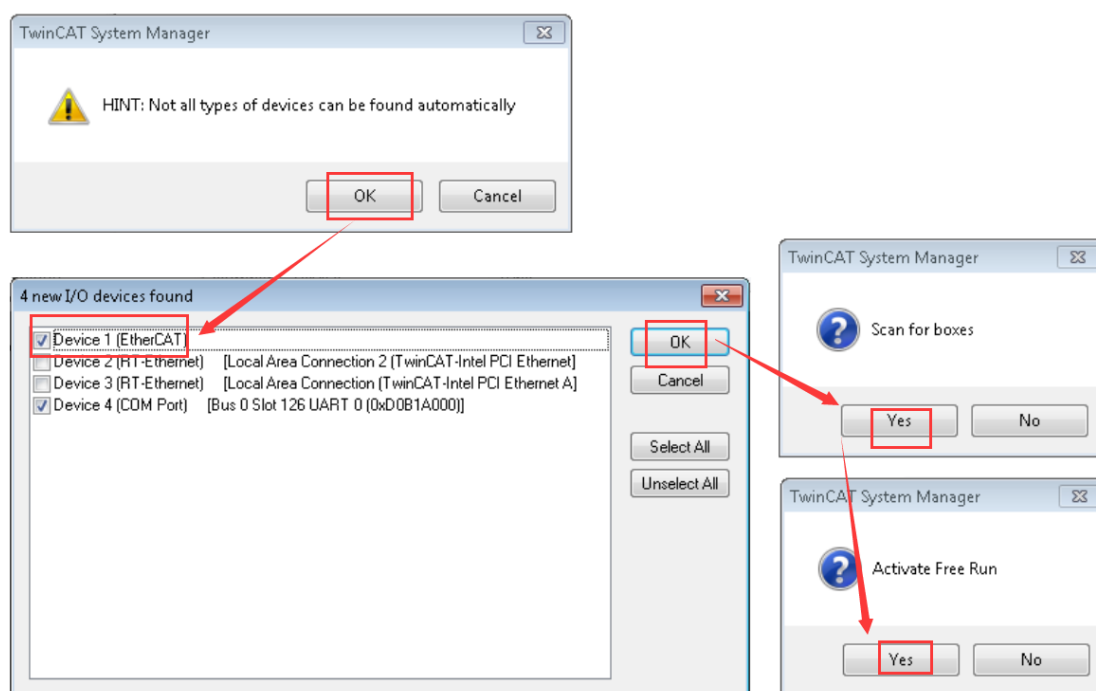 TwinCAT System Manager
HINT: Not all types of devices can be found automatically
OK
Cancel
4 new I/O devices found
Device 1 (EtherCAT)
Device 2 (RT-Ethernet) [Local Area Connection 2 (TwinCAT-Intel PCI Ethernet]
Device 3 (RT-Ethernet) [Local Area Connection (TwinCAT-Intel PCI Ethernet A]
Device 4 (COM Port) [Bus 0 Slot 126 UART 0 (0xD0B1A000)]
OK
Cancel
Select All
Unselect All
TwinCAT System Manager
Scan for boxes
Yes
No
TwinCAT System Manager
Activate Free Run
Yes
No